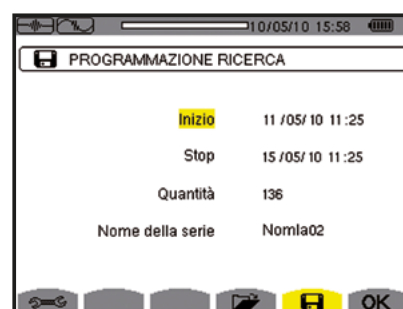 10/05/10 15:58
PROGRAMMAZIONE RICERCA
Inizio 11 /05/ 10 11 :25
Stop 15 /05/ 10 11 :25
Quantità 136
Nome della serie Nomla02
OK